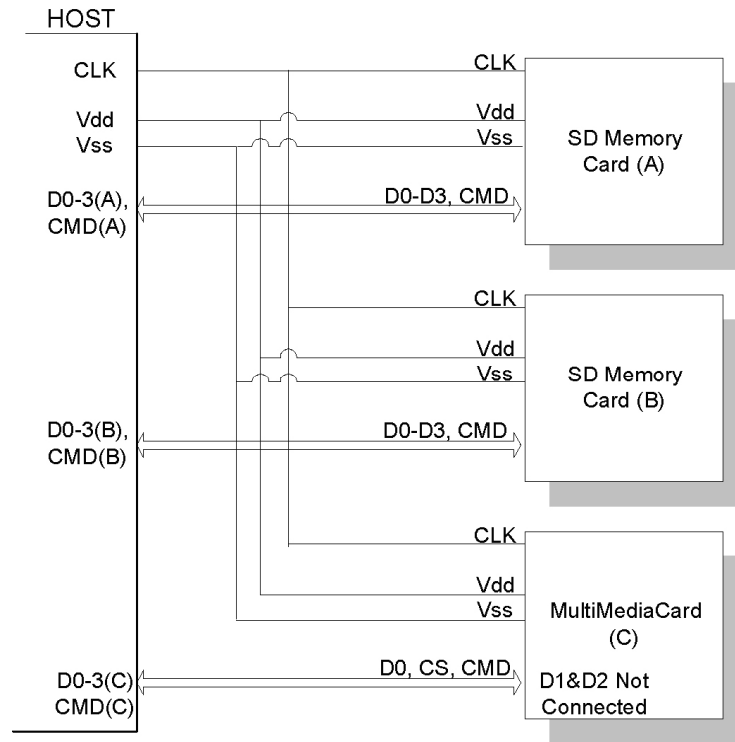 HOST
CLK
CLK
Vdd
Vdd
Vss
Vss
SD Memory
Card (A)
D0-3(A),
CMD(A)
D0-D3, CMD
CLK
Vdd
Vss
SD Memory
Card (B)
D0-3(B),
CMD(B)
D0-D3, CMD
CLK
Vdd
Vss
MultiMediaCard
(C)
D0-3(C)
CMD(C)
D0, CS, CMD
D1&D2 Not
Connected